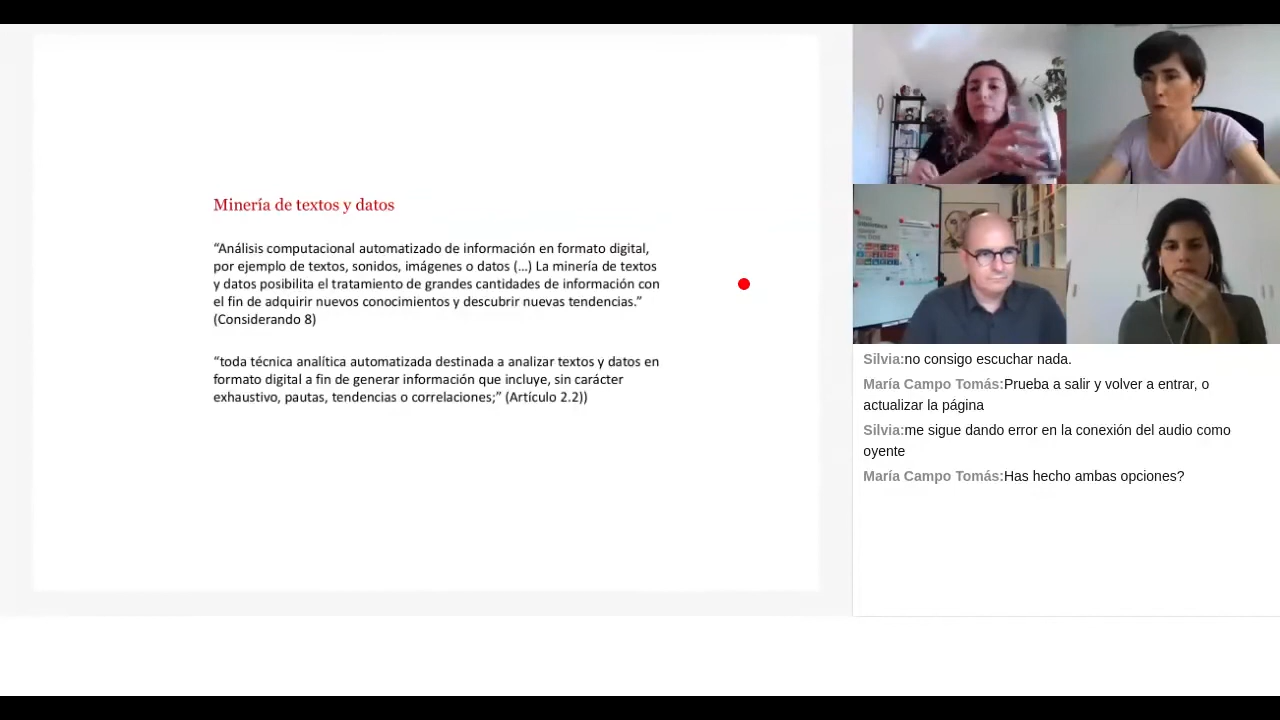 Minería de textos y datos
“Análisis computacional automatizado de información en formato digital,
por ejemplo de textos, sonidos, imágenes o datos (...) La minería de textos
y datos posibilita el tratamiento de grandes cantidades de información con
el fin de adquirir nuevos conocimientos y descubrir nuevas tendencias.”
(Considerando 8)
“toda técnica analítica automatizada destinada a analizar textos y datos en
formato digital a fin de generar información que incluye, sin carácter
exhaustivo, pautas, tendencias o correlaciones;” (Artículo 2.2))
Silvia:no consigo escuchar nada.
María Campo Tomás:Prueba a salir y volver a entrar, o
actualizar la página
Silvia:me sigue dando error en la conexión del audio como
oyente
María Campo Tomás:Has hecho ambas opciones?